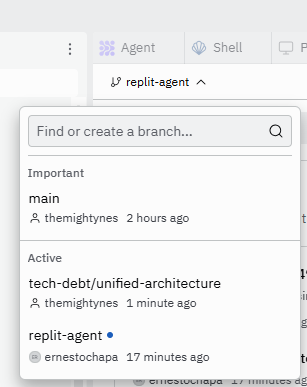 Agent
Shell
P
replit-agent
Find or create a branch...
Important
main
themightynes 2 hours ago
Active
tech-debt/unified-architecture
themightynes 1 minute ago
replit-agent
ernestochapa 17 minutes ago
ernestochapa 17 minutes ago